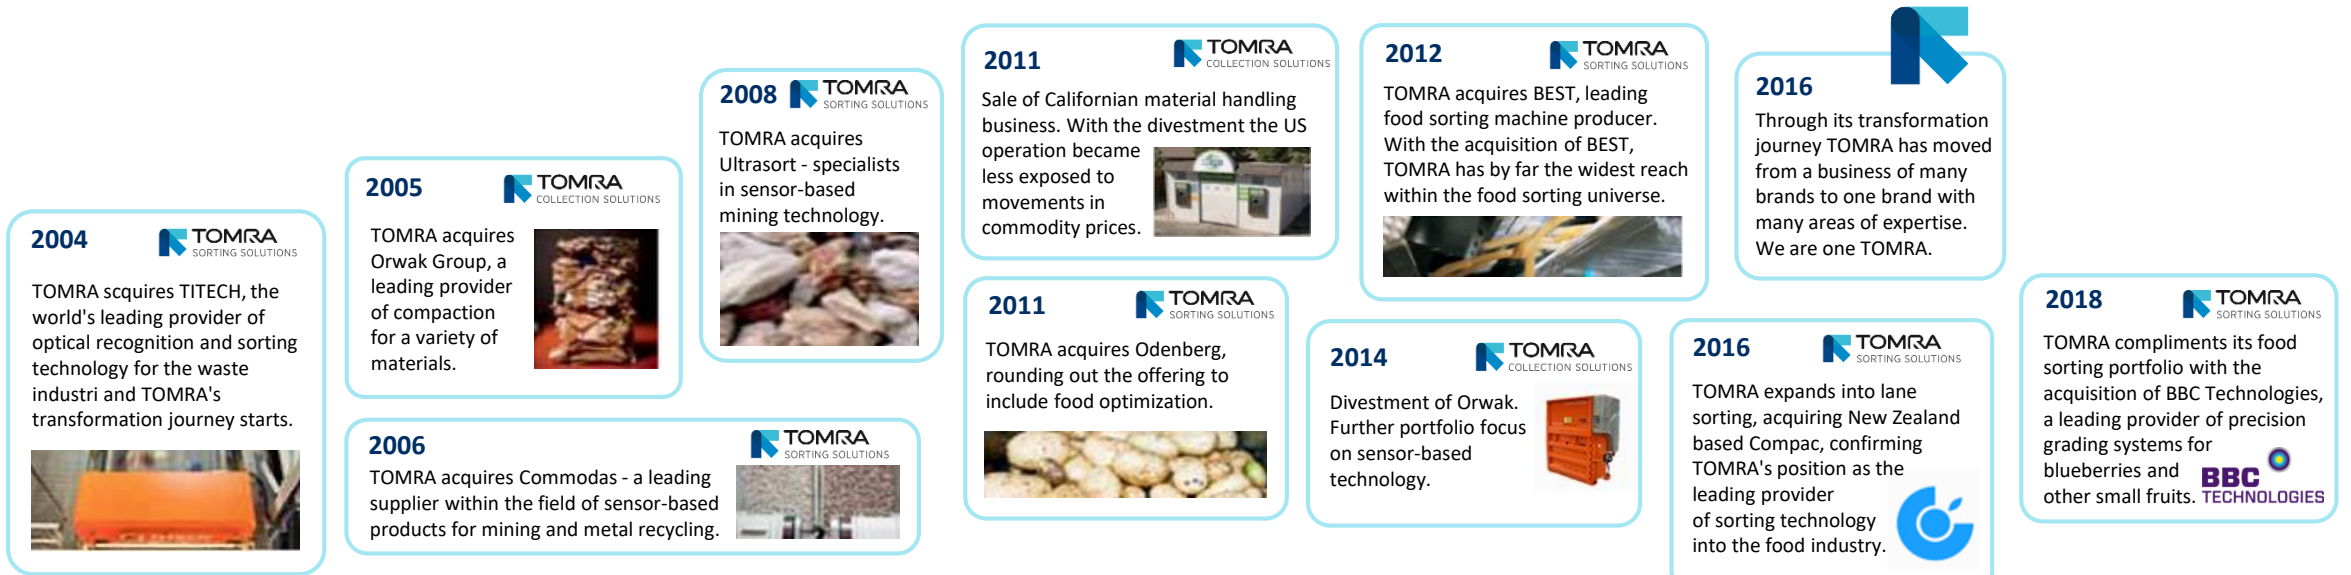 2004
TOMRA
SORTING SOLUTIONS
TOMRA scquires TITECH, the
world's leading provider of
optical recognition and sorting
technology for the waste
industri and TOMRA's
transformation journey starts.
2005
TOMRA
COLLECTION SOLUTIONS
TOMRA acquires
Orwak Group, a
leading provider
of compaction
for a variety of
materials.
2006
TOMRA
SORTING SOLUTIONS
TOMRA acquires Commodas - a leading
supplier within the field of sensor-based
products for mining and metal recycling.
2008
TOMRA
SORTING SOLUTIONS
TOMRA acquires
Ultrasort - specialists
in sensor-based
mining technology.
2011
TOMRA
COLLECTION SOLUTIONS
Sale of Californian material handling
business. With the divestment the US
operation became
less exposed to
movements in
commodity prices.
2011
TOMRA
SORTING SOLUTIONS
TOMRA acquires Odenberg,
rounding out the offering to
include food optimization.
2012
TOMRA
SORTING SOLUTIONS
TOMRA acquires BEST, leading
food sorting machine producer.
With the acquisition of BEST,
TOMRA has by far the widest reach
within the food sorting universe.
2014
TOMRA
COLLECTION SOLUTIONS
Divestment of Orwak.
Further portfolio focus
on sensor-based
technology.
2016
Through its transformation
journey TOMRA has moved
from a business of many
brands to one brand with
many areas of expertise.
We are one TOMRA.
2016
TOMRA
SORTING SOLUTIONS
TOMRA expands into lane
sorting, acquiring New Zealand
based Compac, confirming
TOMRA's position as the
leading provider
of sorting technology
into the food industry.
2018
TOMRA
SORTING SOLUTIONS
TOMRA compliments its food
sorting portfolio with the
acquisition of BBC Technologies,
a leading provider of precision
grading systems for
blueberries and
other small fruits.
BBC
TECHNOLOGIES